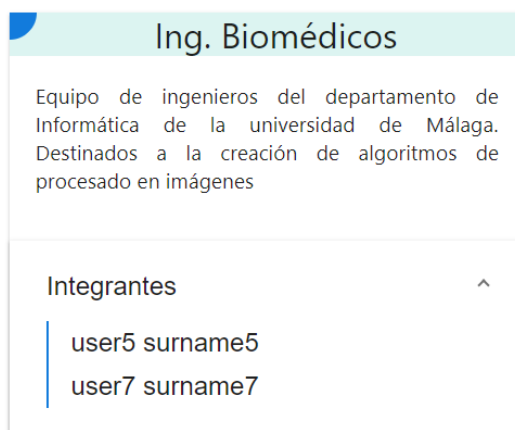 Ing. Biomédicos
Equipo de ingenieros del departamento de
Informática de la universidad de Málaga.
Destinados a la creación de algoritmos de
procesado en imágenes
Integrantes
user5 surname5
user7 surname7